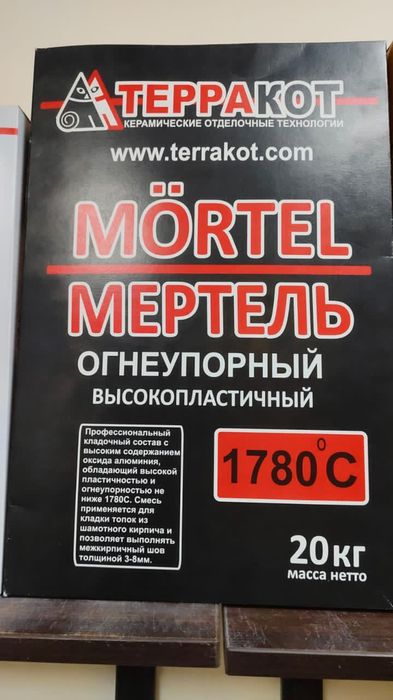 ТЕРРАКОТ
КЕРАМИЧЕСКИЕ ОТДЕЛОЧНЫЕ ТЕХНОЛОГИИ
www.terrakot.com
MÖRTEL
МЕРТЕЛЬ
ОГНЕУПОРНЫЙ
ВЫСОКОПЛАСТИЧНЫЙ
Профессиональный
кладочный состав с
высоким содержанием
оксида алюминия,
обладающий высокой
пластичностью и
огнеупорностью не
ниже 1780С. Смесь
применяется для
кладки топок из
шамотного кирпича и
позволяет выполнять
межкирпичный шов
толщиной 3-8мм.
1780°С
20кг
масса нетто